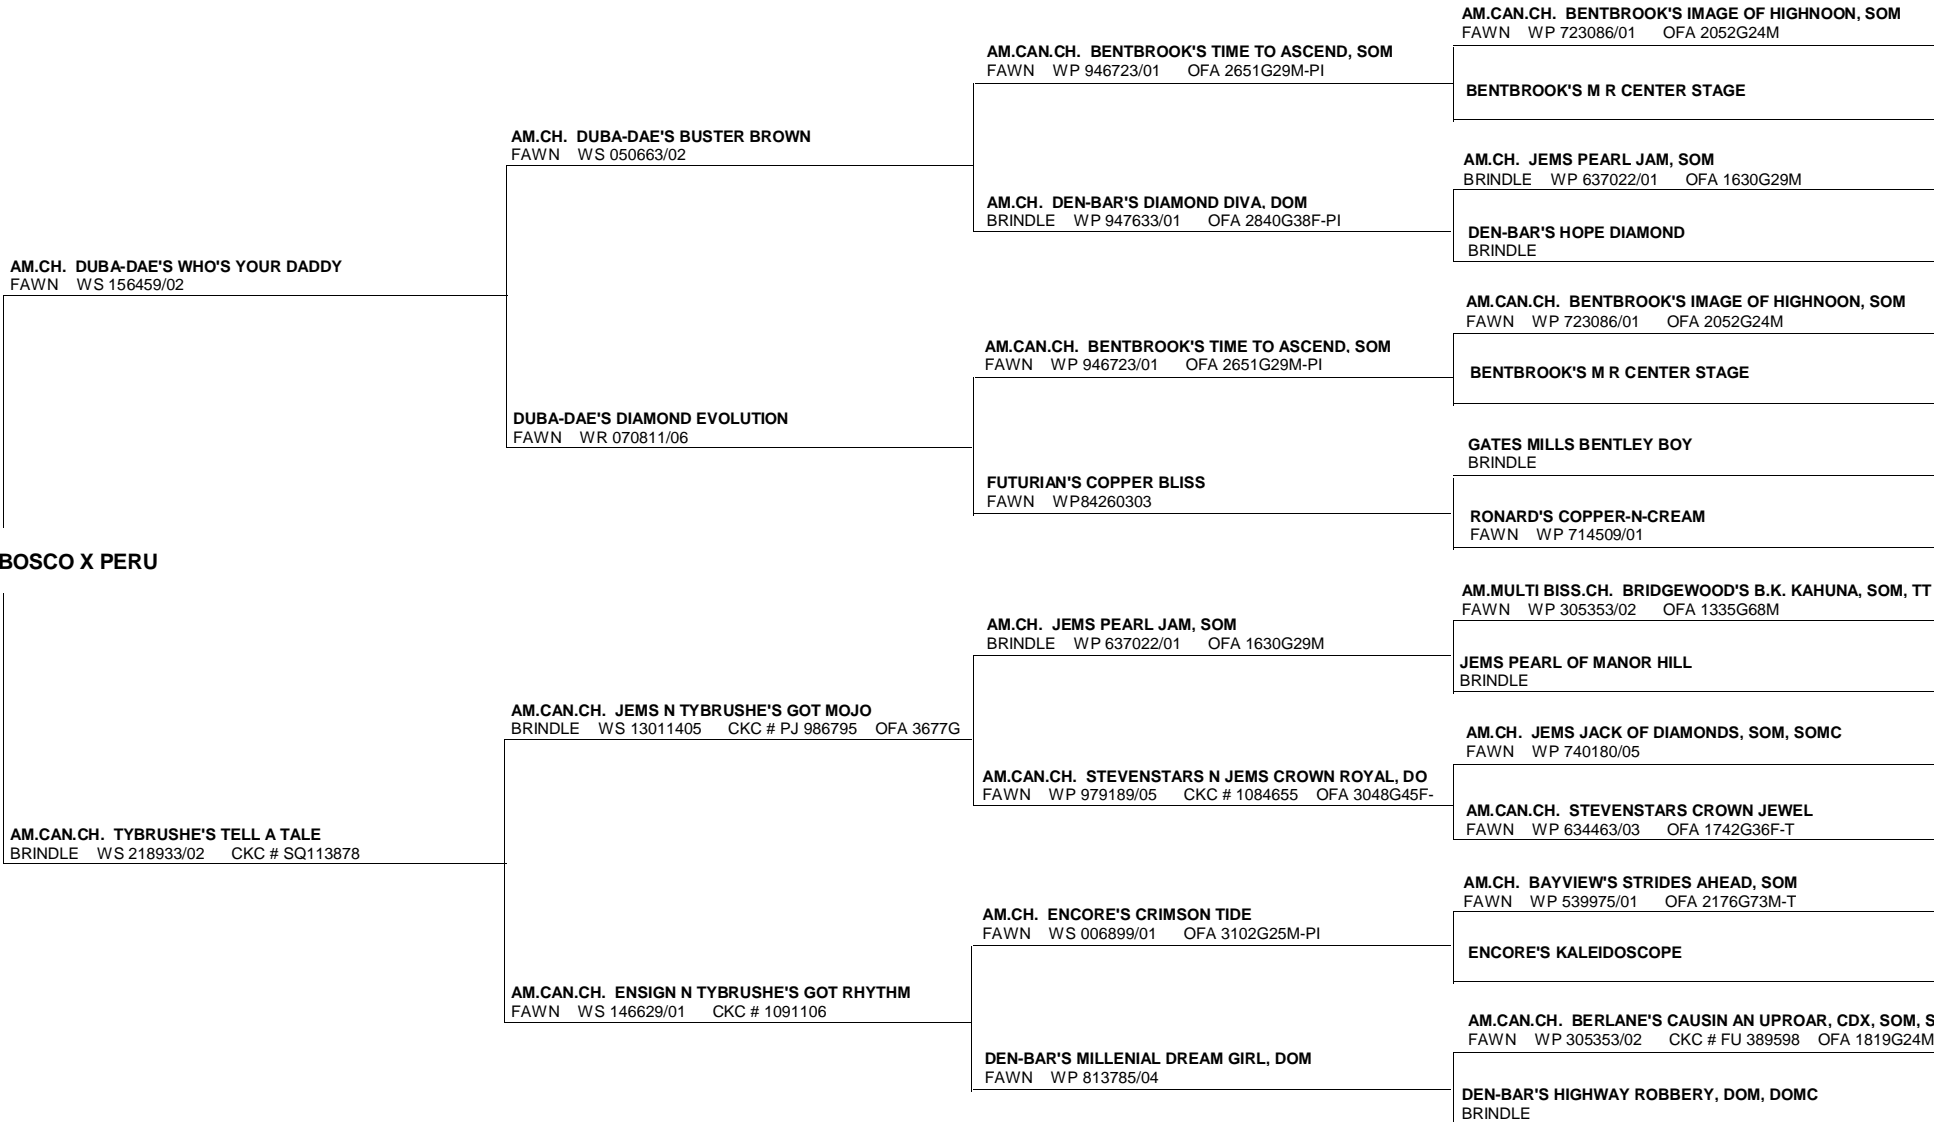 AM.CH. DUBA-DAE'S WHO'S YOUR DADDY
FAWN WS 156459/02
BOSCO X PERU
AM.CAN.CH. TYBRUSHE'S TELL A TALE
BRINDLE WS 218933/02 CKC # SQ113878
AM.CH. DUBA-DAE'S BUSTER BROWN
FAWN WS 050663/02
DUBA-DAE'S DIAMOND EVOLUTION
FAWN WR 070811/06
AM.CAN.CH. JEMS N TYBRUSHE'S GOT MOJO
BRINDLE WS 13011405 CKC # PJ 986795 OFA 3677G
AM.CAN.CH. ENSIGN N TYBRUSHE'S GOT RHYTHM
FAWN WS 146629/01 CKC # 1091106
AM.CAN.CH. BENTBROOK'S TIME TO ASCEND, SOM
FAWN WP 946723/01 OFA 2651G29M-PI
AM.CH. DEN-BAR'S DIAMOND DIVA, DOM
BRINDLE WP 947633/01 OFA 2840G38F-PI
AM.CAN.CH. BENTBROOK'S TIME TO ASCEND, SOM
FAWN WP 946723/01 OFA 2651G29M-PI
FUTURIAN'S COPPER BLISS
FAWN WP84260303
AM.CH. JEMS PEARL JAM, SOM
BRINDLE WP 637022/01 OFA 1630G29M
AM.CAN.CH. STEVENSTARS N JEMS CROWN ROYAL, DO
FAWN WP 979189/05 CKC # 1084655 OFA 3048G45F-
AM.CH. ENCORE'S CRIMSON TIDE
FAWN WS 006899/01 OFA 3102G25M-PI
DEN-BAR'S MILLENIAL DREAM GIRL, DOM
FAWN WP 813785/04
AM.CAN.CH. BENTBROOK'S IMAGE OF HIGHNOON, SOM
FAWN WP 723086/01 OFA 2052G24M
BENTBROOK'S M R CENTER STAGE
AM.CH. JEMS PEARL JAM, SOM
BRINDLE WP 637022/01 OFA 1630G29M
DEN-BAR'S HOPE DIAMOND
BRINDLE
AM.CAN.CH. BENTBROOK'S IMAGE OF HIGHNOON, SOM
FAWN WP 723086/01 OFA 2052G24M
BENTBROOK'S M R CENTER STAGE
GATES MILLS BENTLEY BOY
BRINDLE
RONARD'S COPPER-N-CREAM
FAWN WP 714509/01
AM.MULTI BISS.CH. BRIDGEWOOD'S B.K. KAHUNA, SOM, TT
FAWN WP 305353/02 OFA 1335G68M
JEMS PEARL OF MANOR HILL
BRINDLE
AM.CH. JEMS JACK OF DIAMONDS, SOM, SOMC
FAWN WP 740180/05
AM.CAN.CH. STEVENSTARS CROWN JEWEL
FAWN WP 634463/03 OFA 1742G36F-T
AM.CH. BAYVIEW'S STRIDES AHEAD, SOM
FAWN WP 539975/01 OFA 2176G73M-T
ENCORE'S KALEIDOSCOPE
AM.CAN.CH. BERLANE'S CAUSIN AN UPROAR, CDX, SOM, S
FAWN WP 305353/02 CKC # FU 389598 OFA 1819G24M
DEN-BAR'S HIGHWAY ROBBERY, DOM, DOMC
BRINDLE